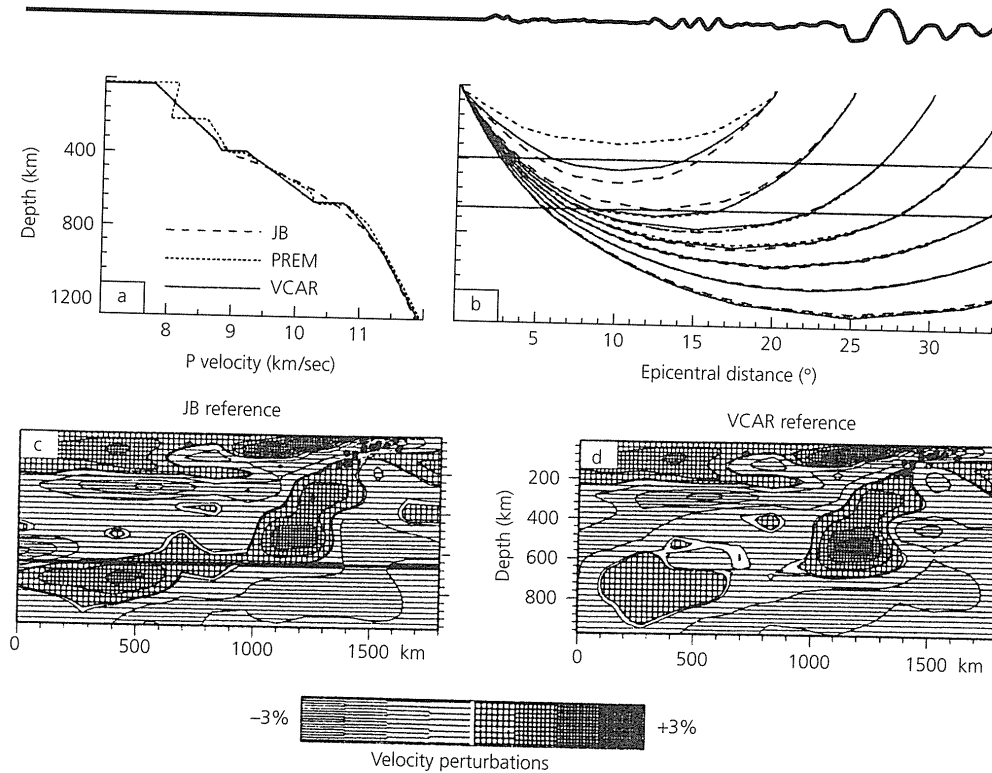 400
800
1200
Depth (km)
JB
PREM
VCAR
a
8 9 10 11
P velocity (km/sec)
b
5 10 15 20 25 30
Epicentral distance (°)
JB reference
c
0 500 1000 1500 km
VCAR reference
d
200
400
600
800
Depth (km)
0 500 1000 1500 km
–3% +3%
Velocity perturbations